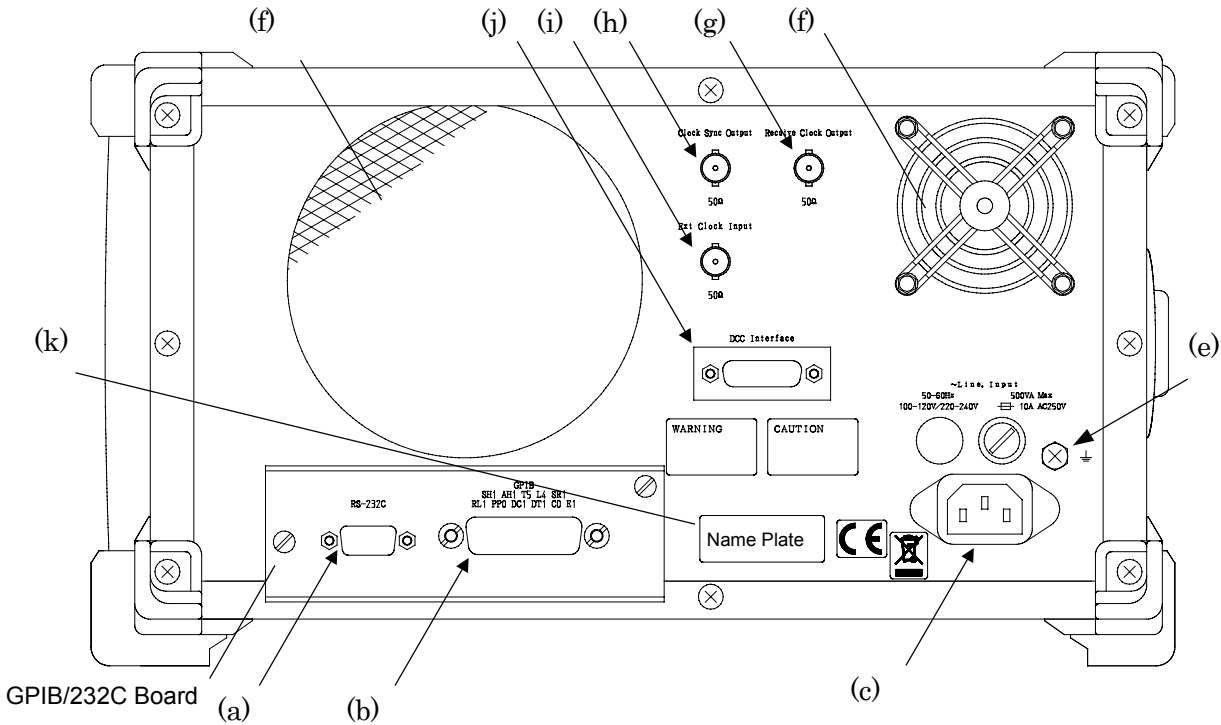 (f)
(j)
(i)
(h)
(g)
(f)
Clock Sync Output
Receive Clock Output
50Ω
50Ω
Ext Clock Input
50Ω
(k)
DCC Interface
(e)
~Line. Input
50-60Hz
500VA Max
100-120V/220-240V
10A AC250V
WARNING
CAUTION
GPIB
SH1 AH1 T5 L4 SR1
RL1 PP0 DC1 DT1 C0 E1
RS-232C
Name Plate
CE
GPIB/232C Board
(a)
(b)
(c)